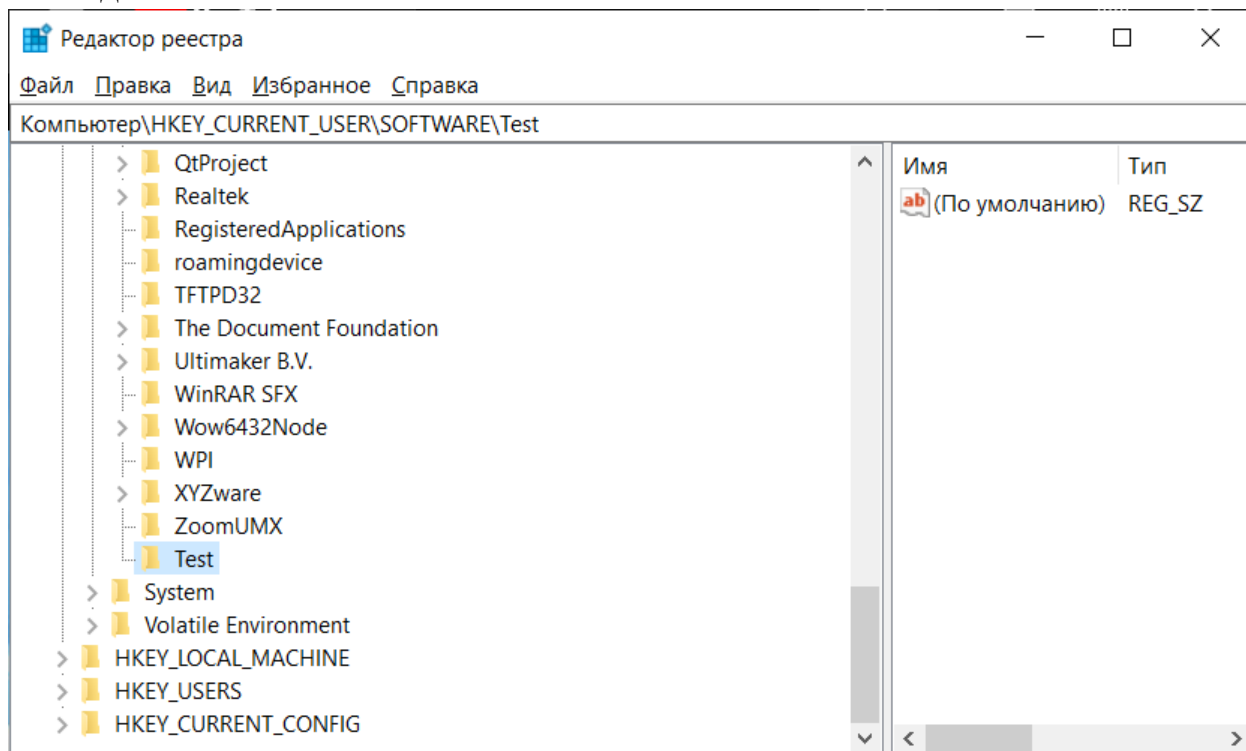 Редактор реестра
Файл Правка Вид Избранное Справка
Компьютер\HKEY_CURRENT_USER\SOFTWARE\Test
QtProject
Realtek
RegisteredApplications
roamingdevice
TFTPD32
The Document Foundation
Ultimaker B.V.
WinRAR SFX
Wow6432Node
WPI
XYZware
ZoomUMX
Test
System
Volatile Environment
HKEY_LOCAL_MACHINE
HKEY_USERS
HKEY_CURRENT_CONFIG
Имя Тип
ab (По умолчанию) REG_SZ